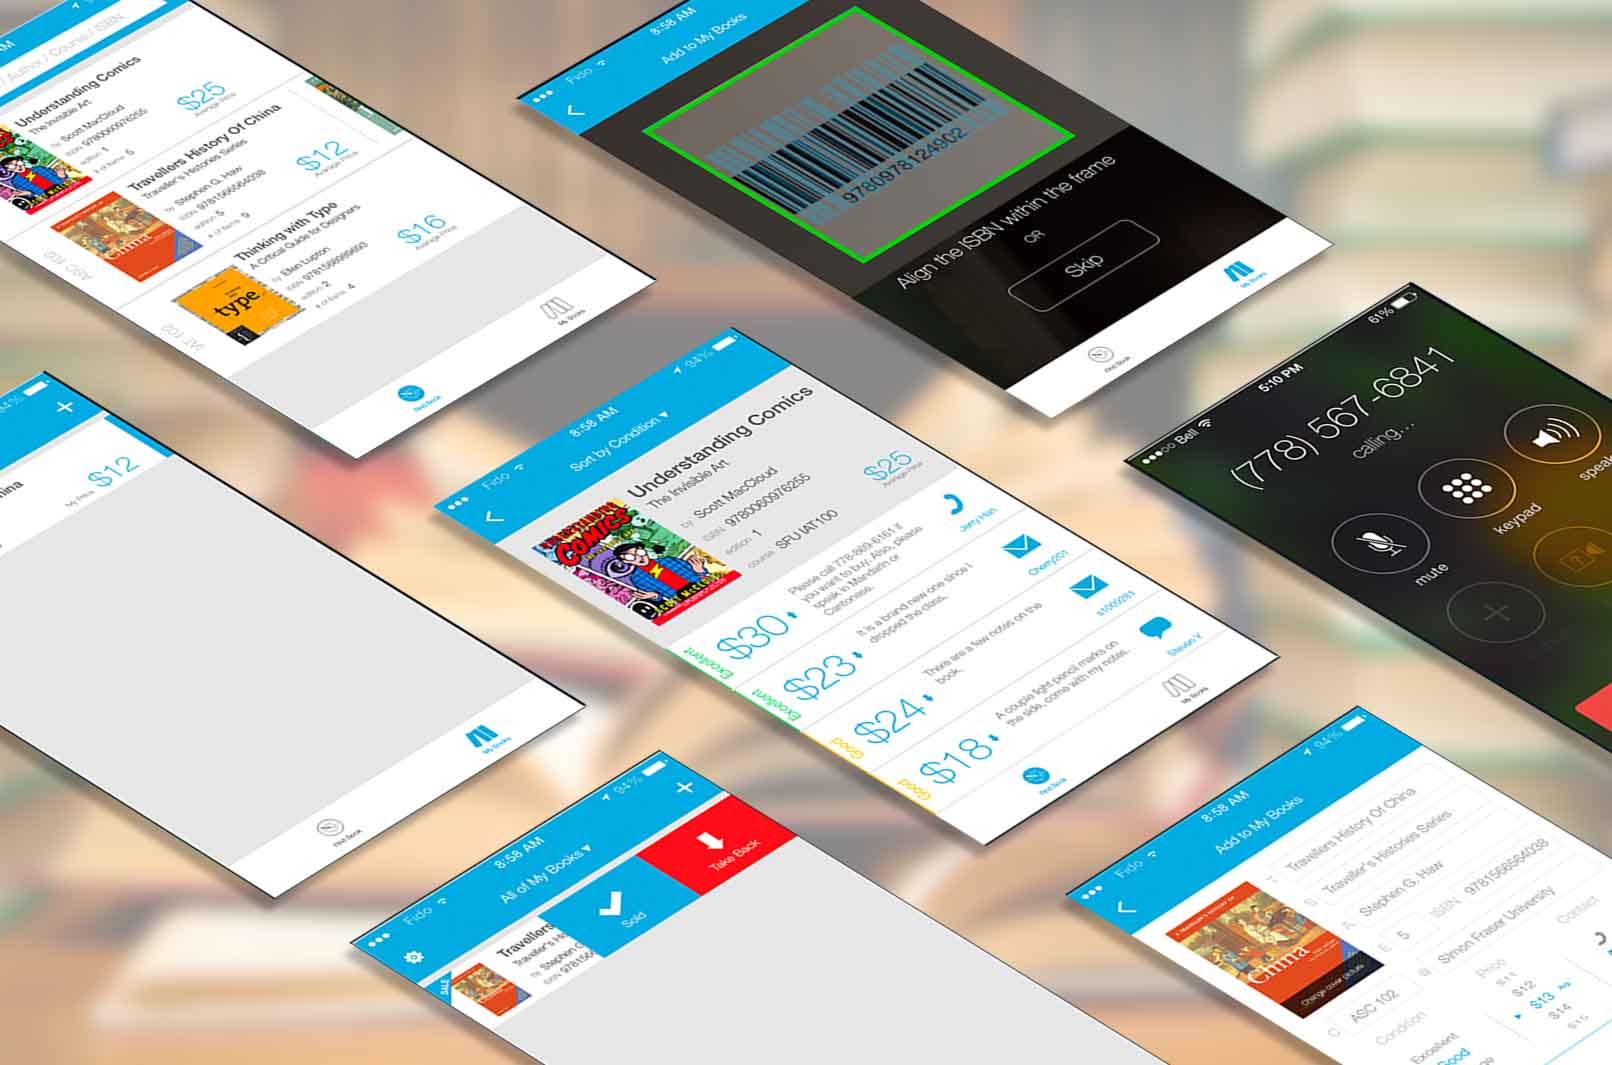 AM
/ Author / Course / ISBN
Understanding Comics
The Invisible Art
by Scott MacCloud
ISBN 9780060976255
edition 1
# of items 5
$25
Average Price
Travellers History Of China
Traveller's Histories Series
by Stephen G. Haw
ISBN 9781566564038
edition 5
# of items 9
$12
Average Price
ASC 102
China
Thinking with Type
A Critical Guide for Designers
by Ellen Lupton
ISBN 9781568989693
edition 2
# of items 4
$16
Average Price
type
Find Book
My Books
Fido
8:58 AM
Add to My Books
9780978124902
Align the ISBN within the frame
OR
Skip
Find Book
My Books
94%
+
$12
My Price
Find Book
My Books
Fido
8:58 AM
94%
Sort by Condition
Understanding Comics
The Invisible Art
by Scott MacCloud
ISBN 9780060976255
edition 1
course SFU IAT100
$25
Average Price
COMICS
SCOTT McCLOUD
$30
Excellent
Please call 778-869-6161 if
you want to buy. Also, please
speak in Mandarin or
Cantonese.
Jerry Han
$23
Excellent
It is a brand new one since I
dropped the class.
Cherry201
$24
Good
There are a few notes on the
book.
$18
Good
A couple light pencil marks on
the side, come with my notes.
Steven Y.
Find Book
My Books
Bell
5:10 PM
61%
(778) 567-6841
calling...
mute
keypad
Fido
8:58 AM
94%
All of My Books
+
SALE
Travellers
Traveller's Hi
by Stephen G
ISBN 978156
Sold
Take Back
Fido
8:58 AM
94%
Add to My Books
China
Change cover picture
T Travellers History Of China
S Traveller's Histories Series
A Stephen G. Haw
E 5
ISBN 9781566564038
@ Simon Fraser University
C ASC 102
Condition
Excellent
Good
Price
$11
$12
$13 Avg
$14
$15
Contact